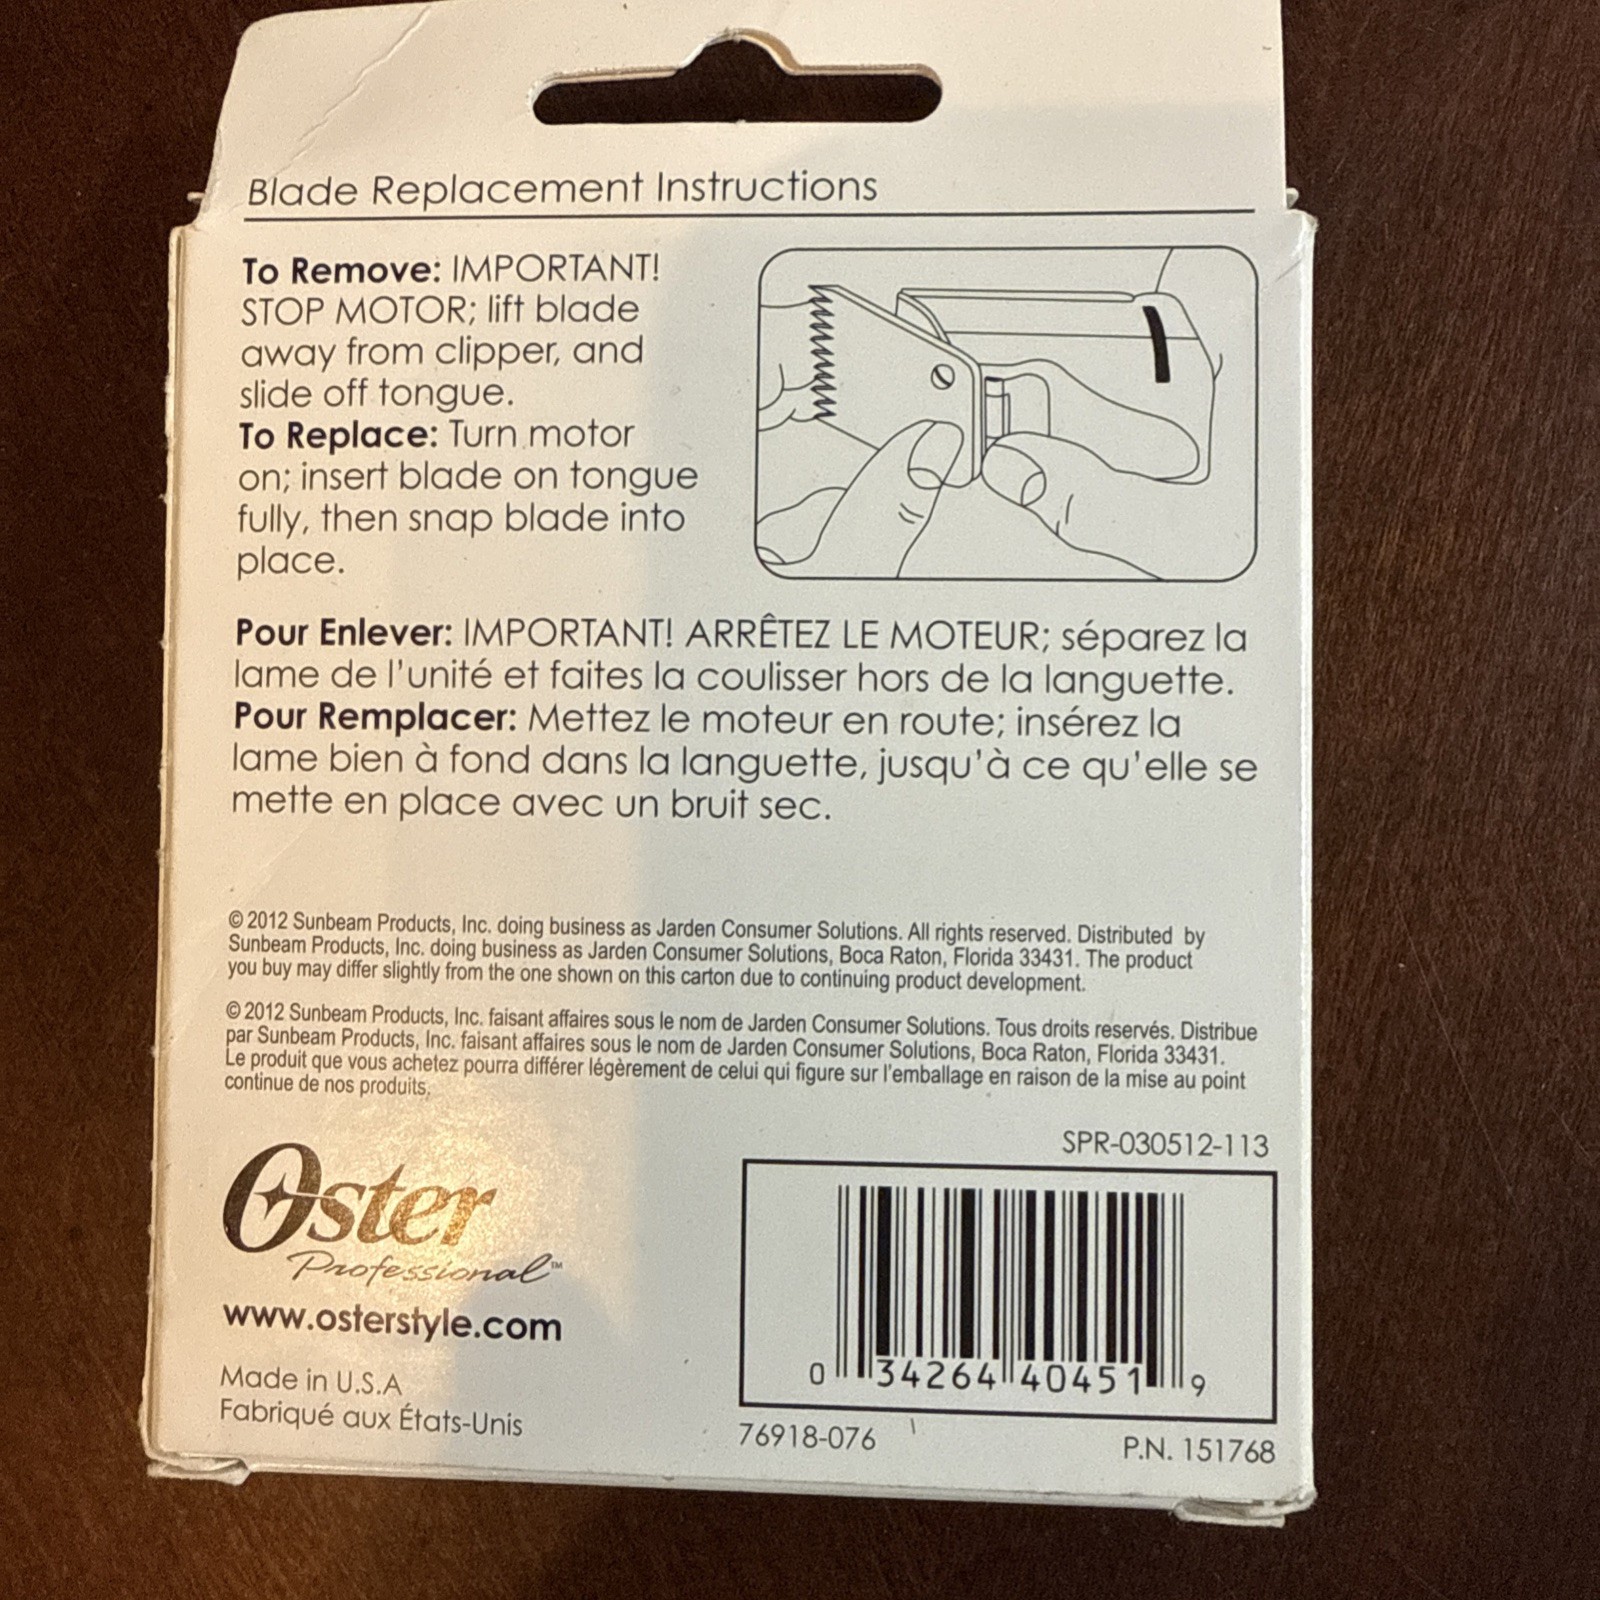 Blade Replacement Instructions
To Remove: IMPORTANT!
STOP MOTOR; lift blade
away from clipper, and
slide off tongue.
To Replace: Turn motor
on; insert blade on tongue
fully, then snap blade into
place.
Pour Enlever: IMPORTANT! ARRÊTEZ LE MOTEUR; séparez la
lame de l'unité et faites la coulisser hors de la languette.
Pour Remplacer: Mettez le moteur en route; insérez la
lame bien à fond dans la languette, jusqu'à ce qu'elle se
mette en place avec un bruit sec.
© 2012 Sunbeam Products, Inc. doing business as Jarden Consumer Solutions. All rights reserved. Distributed by
Sunbeam Products, Inc. doing business as Jarden Consumer Solutions, Boca Raton, Florida 33431. The product
you buy may differ slightly from the one shown on this carton due to continuing product development.
© 2012 Sunbeam Products, Inc. faisant affaires sous le nom de Jarden Consumer Solutions. Tous droits reservés. Distribue
par Sunbeam Products, Inc. faisant affaires sous le nom de Jarden Consumer Solutions, Boca Raton, Florida 33431.
Le produit que vous achetez pourra différer légèrement de celui qui figure sur l'emballage en raison de la mise au point
continue de nos produits.
SPR-030512-113
Oster
Professional™
www.osterstyle.com
Made in U.S.A
Fabriqué aux États-Unis
0 34264 40451 9
76918-076
P.N. 151768